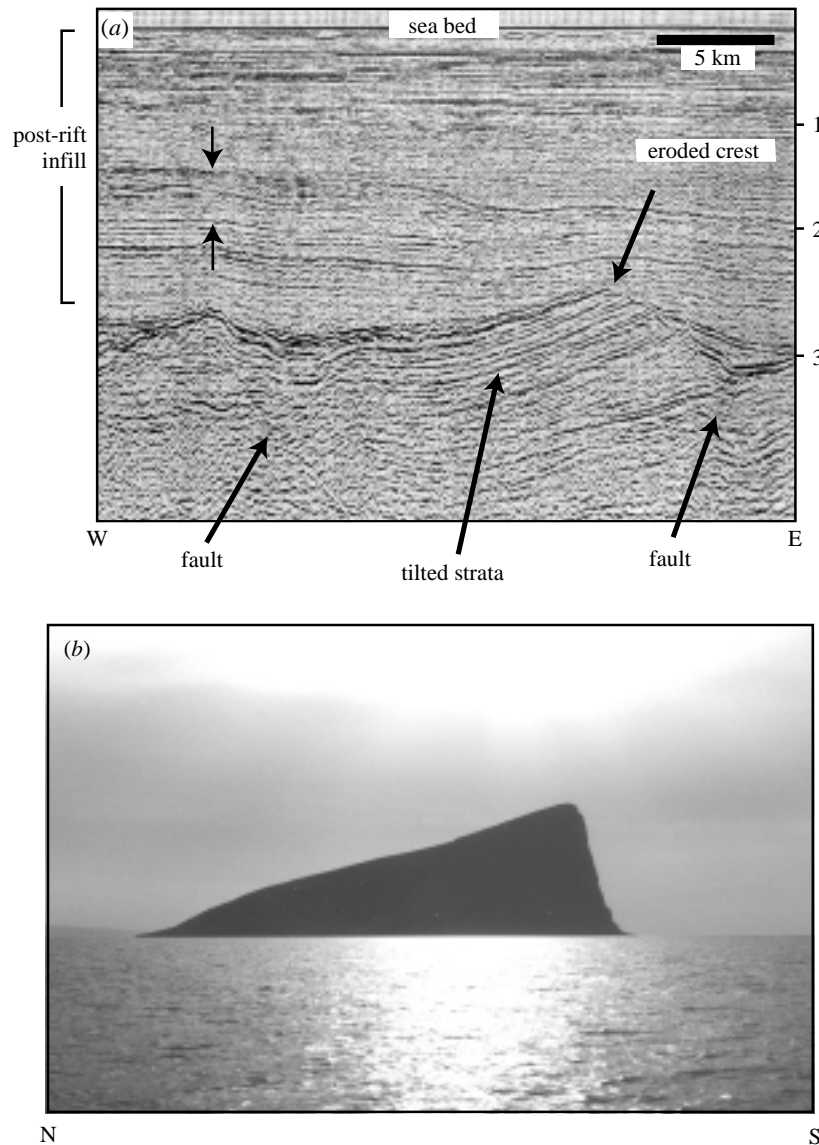 (a)
sea bed
5 km
post-rift
infill
1
eroded crest
2
3
W
E
fault
tilted strata
fault
(b)
N
S